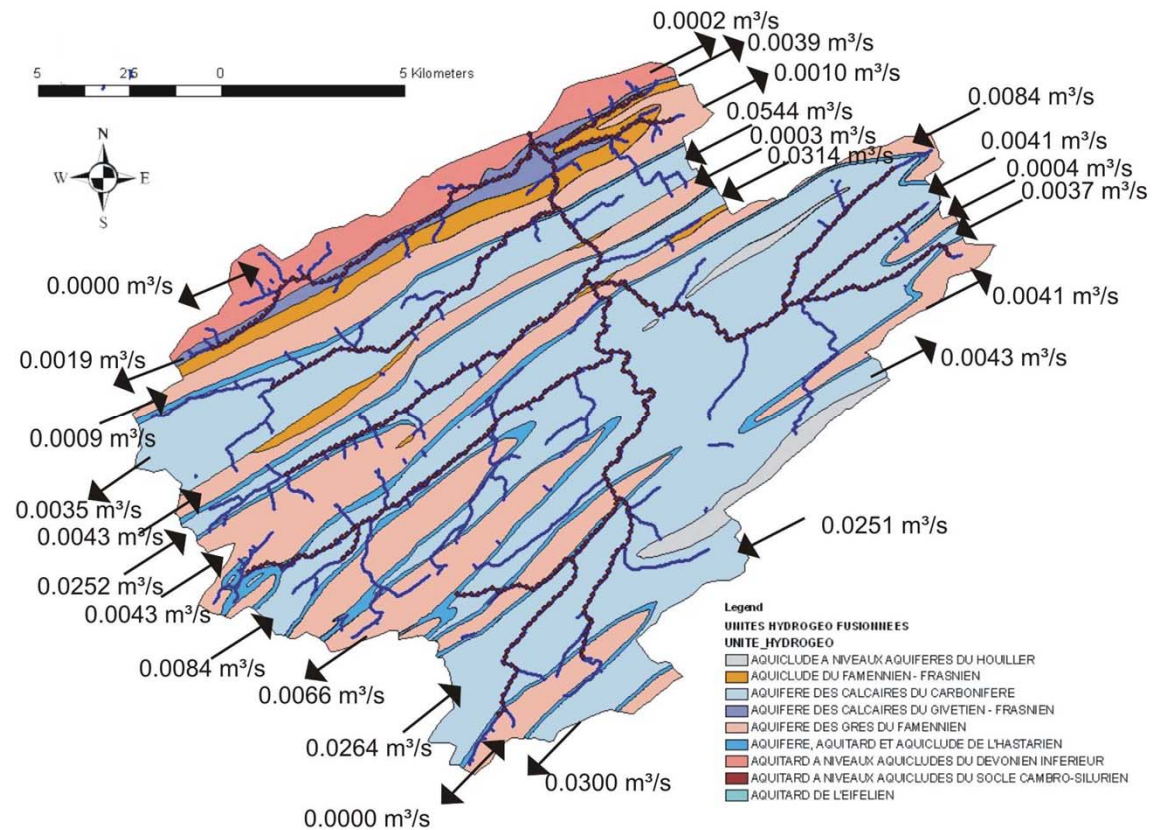 0.0002 m³/s
0.0039 m³/s
0.0010 m³/s
0.0544 m³/s
0.0003 m³/s
0.0314 m³/s
0.0084 m³/s
0.0041 m³/s
0.0004 m³/s
0.0037 m³/s
0.0041 m³/s
0.0043 m³/s
0.0251 m³/s
5 0 5 Kilometers
N
W E
S
0.0000 m³/s
0.0019 m³/s
0.0009 m³/s
0.0035 m³/s
0.0043 m³/s
0.0252 m³/s
0.0043 m³/s
0.0084 m³/s
0.0066 m³/s
0.0264 m³/s
0.0000 m³/s
0.0300 m³/s
Legend
UNITES HYDROGEO FUSIONNEES
UNITE_HYDROGEO
AQUICLUDE A NIVEAUX AQUIFERES DU HOUILLER
AQUICLUDE DU FAMENNIEN - FRASNIEN
AQUIFERE DES CALCAIRES DU CARBONIFERE
AQUIFERE DES CALCAIRES DU GIVETIEN - FRASNIEN
AQUIFERE DES GRES DU FAMENNIEN
AQUIFERE, AQUITARD ET AQUICLUDE DE L'HASTARIEN
AQUITARD A NIVEAUX AQUICLUDES DU DEVONIEN INFERIEUR
AQUITARD A NIVEAUX AQUICLUDES DU SOCLE CAMBRO-SILURIEN
AQUITARD DE L'EIFELIEN